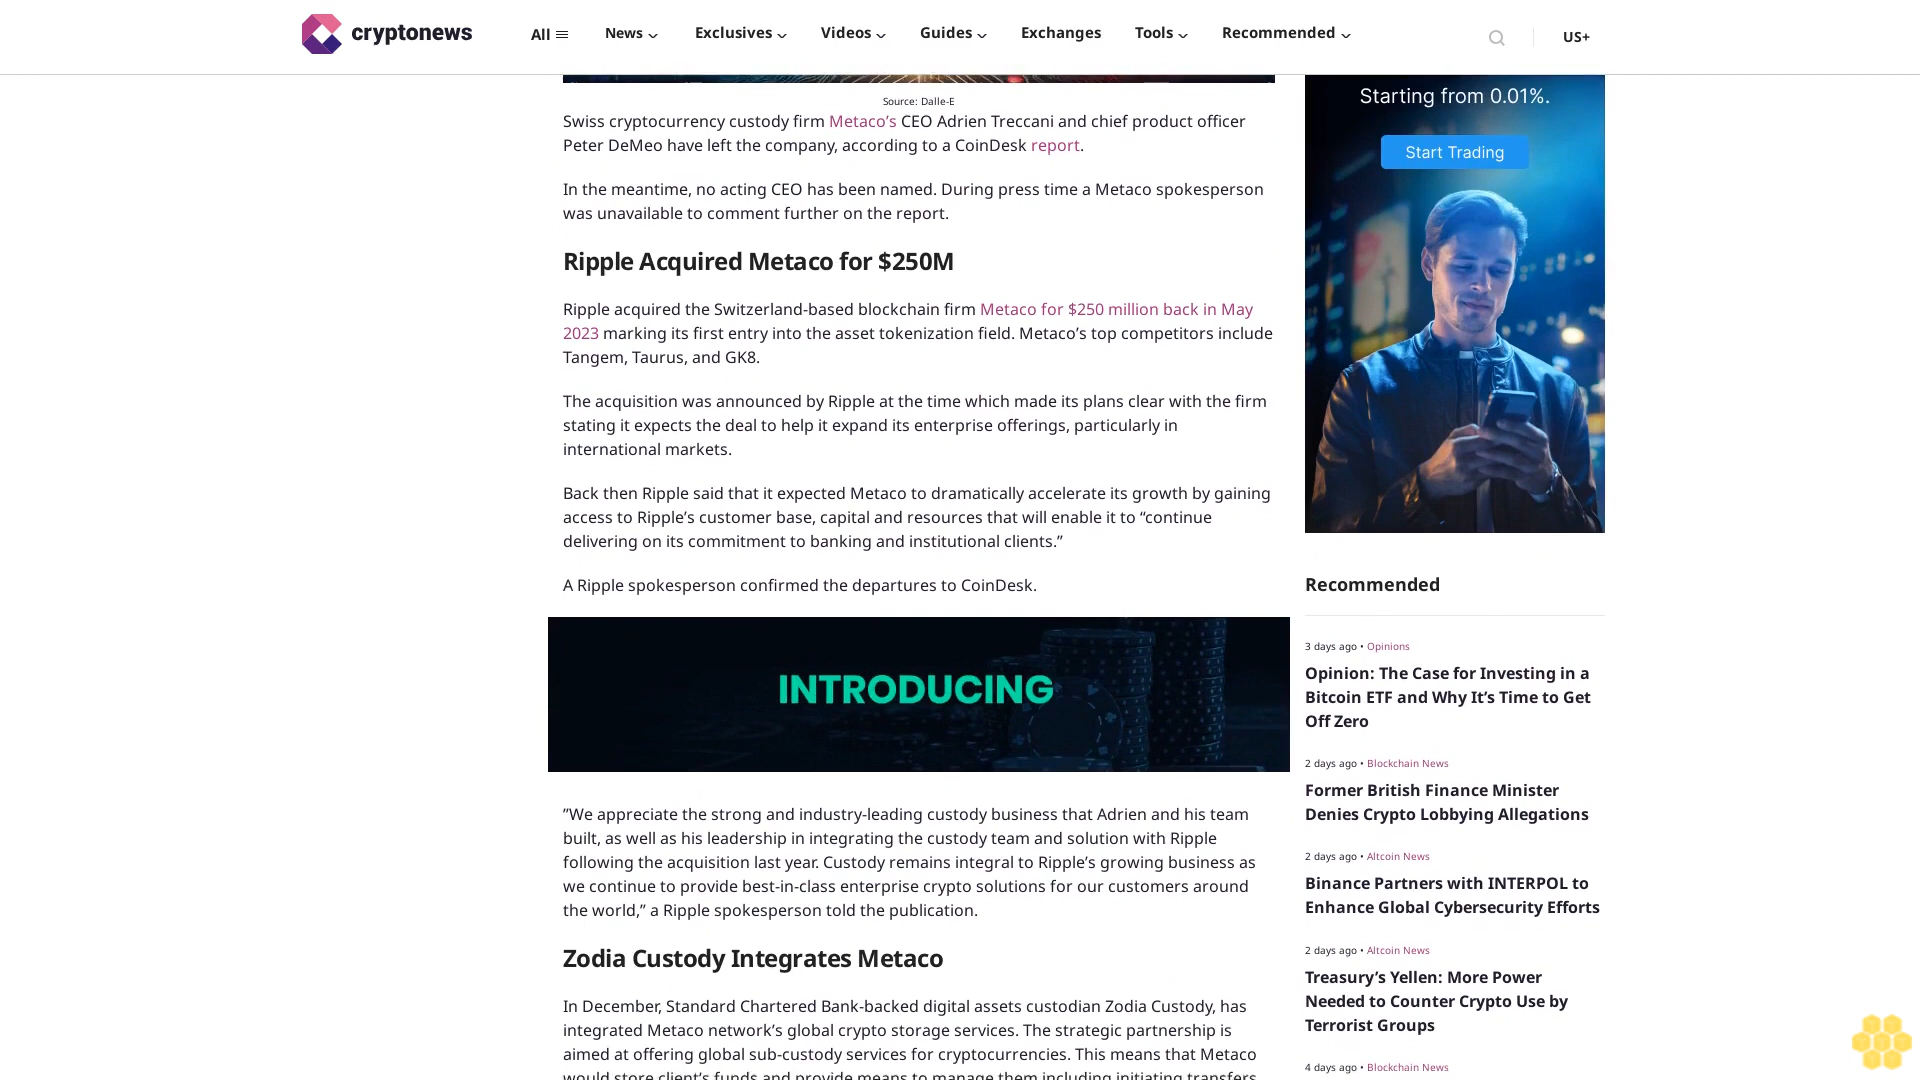 cryptonews
All
News
Exclusives
Videos
Guides
Exchanges
Tools
Recommended
US+
Source: Dalle-E
Swiss cryptocurrency custody firm Metaco’s CEO Adrien Treccani and chief product officer
Peter DeMeo have left the company, according to a CoinDesk report.
In the meantime, no acting CEO has been named. During press time a Metaco spokesperson
was unavailable to comment further on the report.
Ripple Acquired Metaco for $250M
Ripple acquired the Switzerland-based blockchain firm Metaco for $250 million back in May
2023 marking its first entry into the asset tokenization field. Metaco’s top competitors include
Tangem, Taurus, and GK8.
The acquisition was announced by Ripple at the time which made its plans clear with the firm
stating it expects the deal to help it expand its enterprise offerings, particularly in
international markets.
Back then Ripple said that it expected Metaco to dramatically accelerate its growth by gaining
access to Ripple’s customer base, capital and resources that will enable it to “continue
delivering on its commitment to banking and institutional clients.”
A Ripple spokesperson confirmed the departures to CoinDesk.
INTRODUCING
”We appreciate the strong and industry-leading custody business that Adrien and his team
built, as well as his leadership in integrating the custody team and solution with Ripple
following the acquisition last year. Custody remains integral to Ripple’s growing business as
we continue to provide best-in-class enterprise crypto solutions for our customers around
the world,” a Ripple spokesperson told the publication.
Zodia Custody Integrates Metaco
In December, Standard Chartered Bank-backed digital assets custodian Zodia Custody, has
integrated Metaco network’s global crypto storage services. The strategic partnership is
aimed at offering global sub-custody services for cryptocurrencies. This means that Metaco
would store client’s funds and provide means to manage them including initiating transfers
Starting from 0.01%.
Start Trading
Recommended
3 days ago • Opinions
Opinion: The Case for Investing in a
Bitcoin ETF and Why It’s Time to Get
Off Zero
2 days ago • Blockchain News
Former British Finance Minister
Denies Crypto Lobbying Allegations
2 days ago • Altcoin News
Binance Partners with INTERPOL to
Enhance Global Cybersecurity Efforts
2 days ago • Altcoin News
Treasury’s Yellen: More Power
Needed to Counter Crypto Use by
Terrorist Groups
4 days ago • Blockchain News